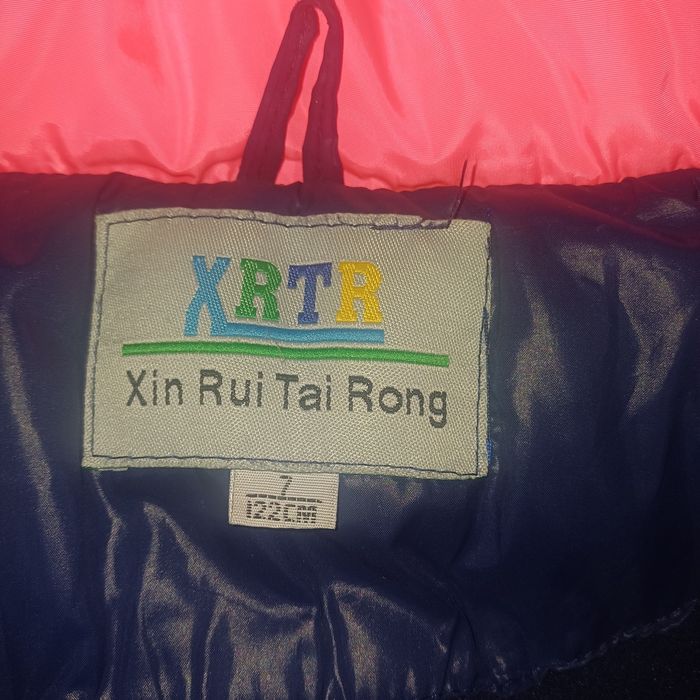 XRTR
Xin Rui Tai Rong
7
122CM